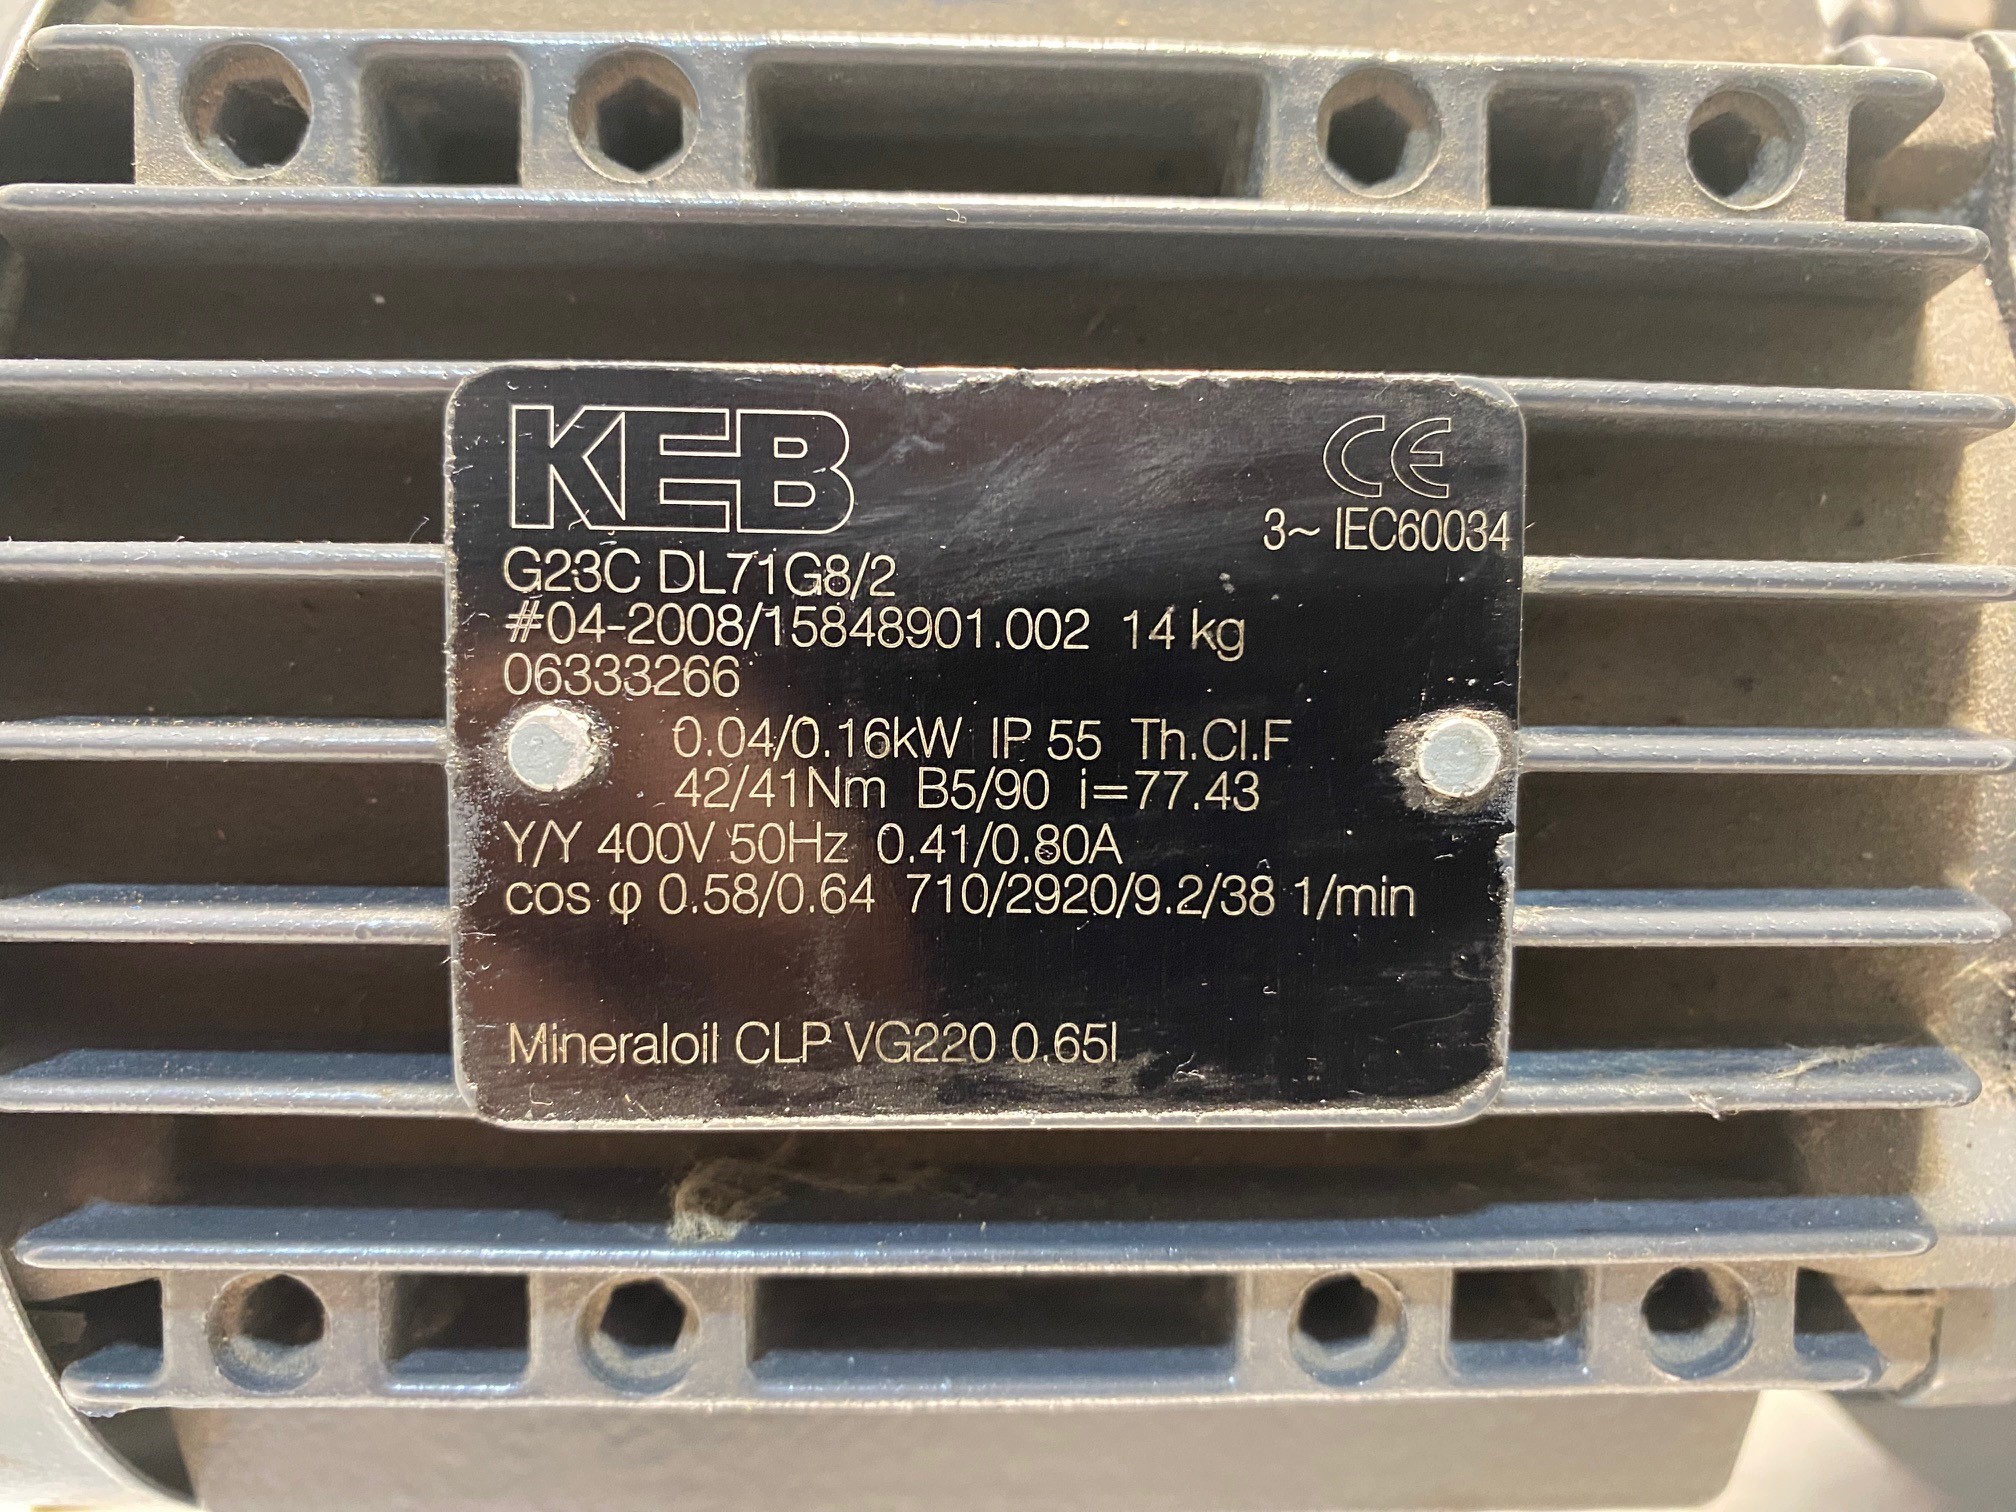 KEB
CE
3~ IEC60034
G23C DL71G8/2
#04-2008/15848901.002 14 kg
06333266
0.04/0.16kW IP 55 Th.Cl.F
42/41Nm B5/90 i=77.43
Y/Y 400V 50Hz 0.41/0.80A
cos φ 0.58/0.64 710/2920/9.2/38 1/min
Mineraloil CLP VG220 0.65l